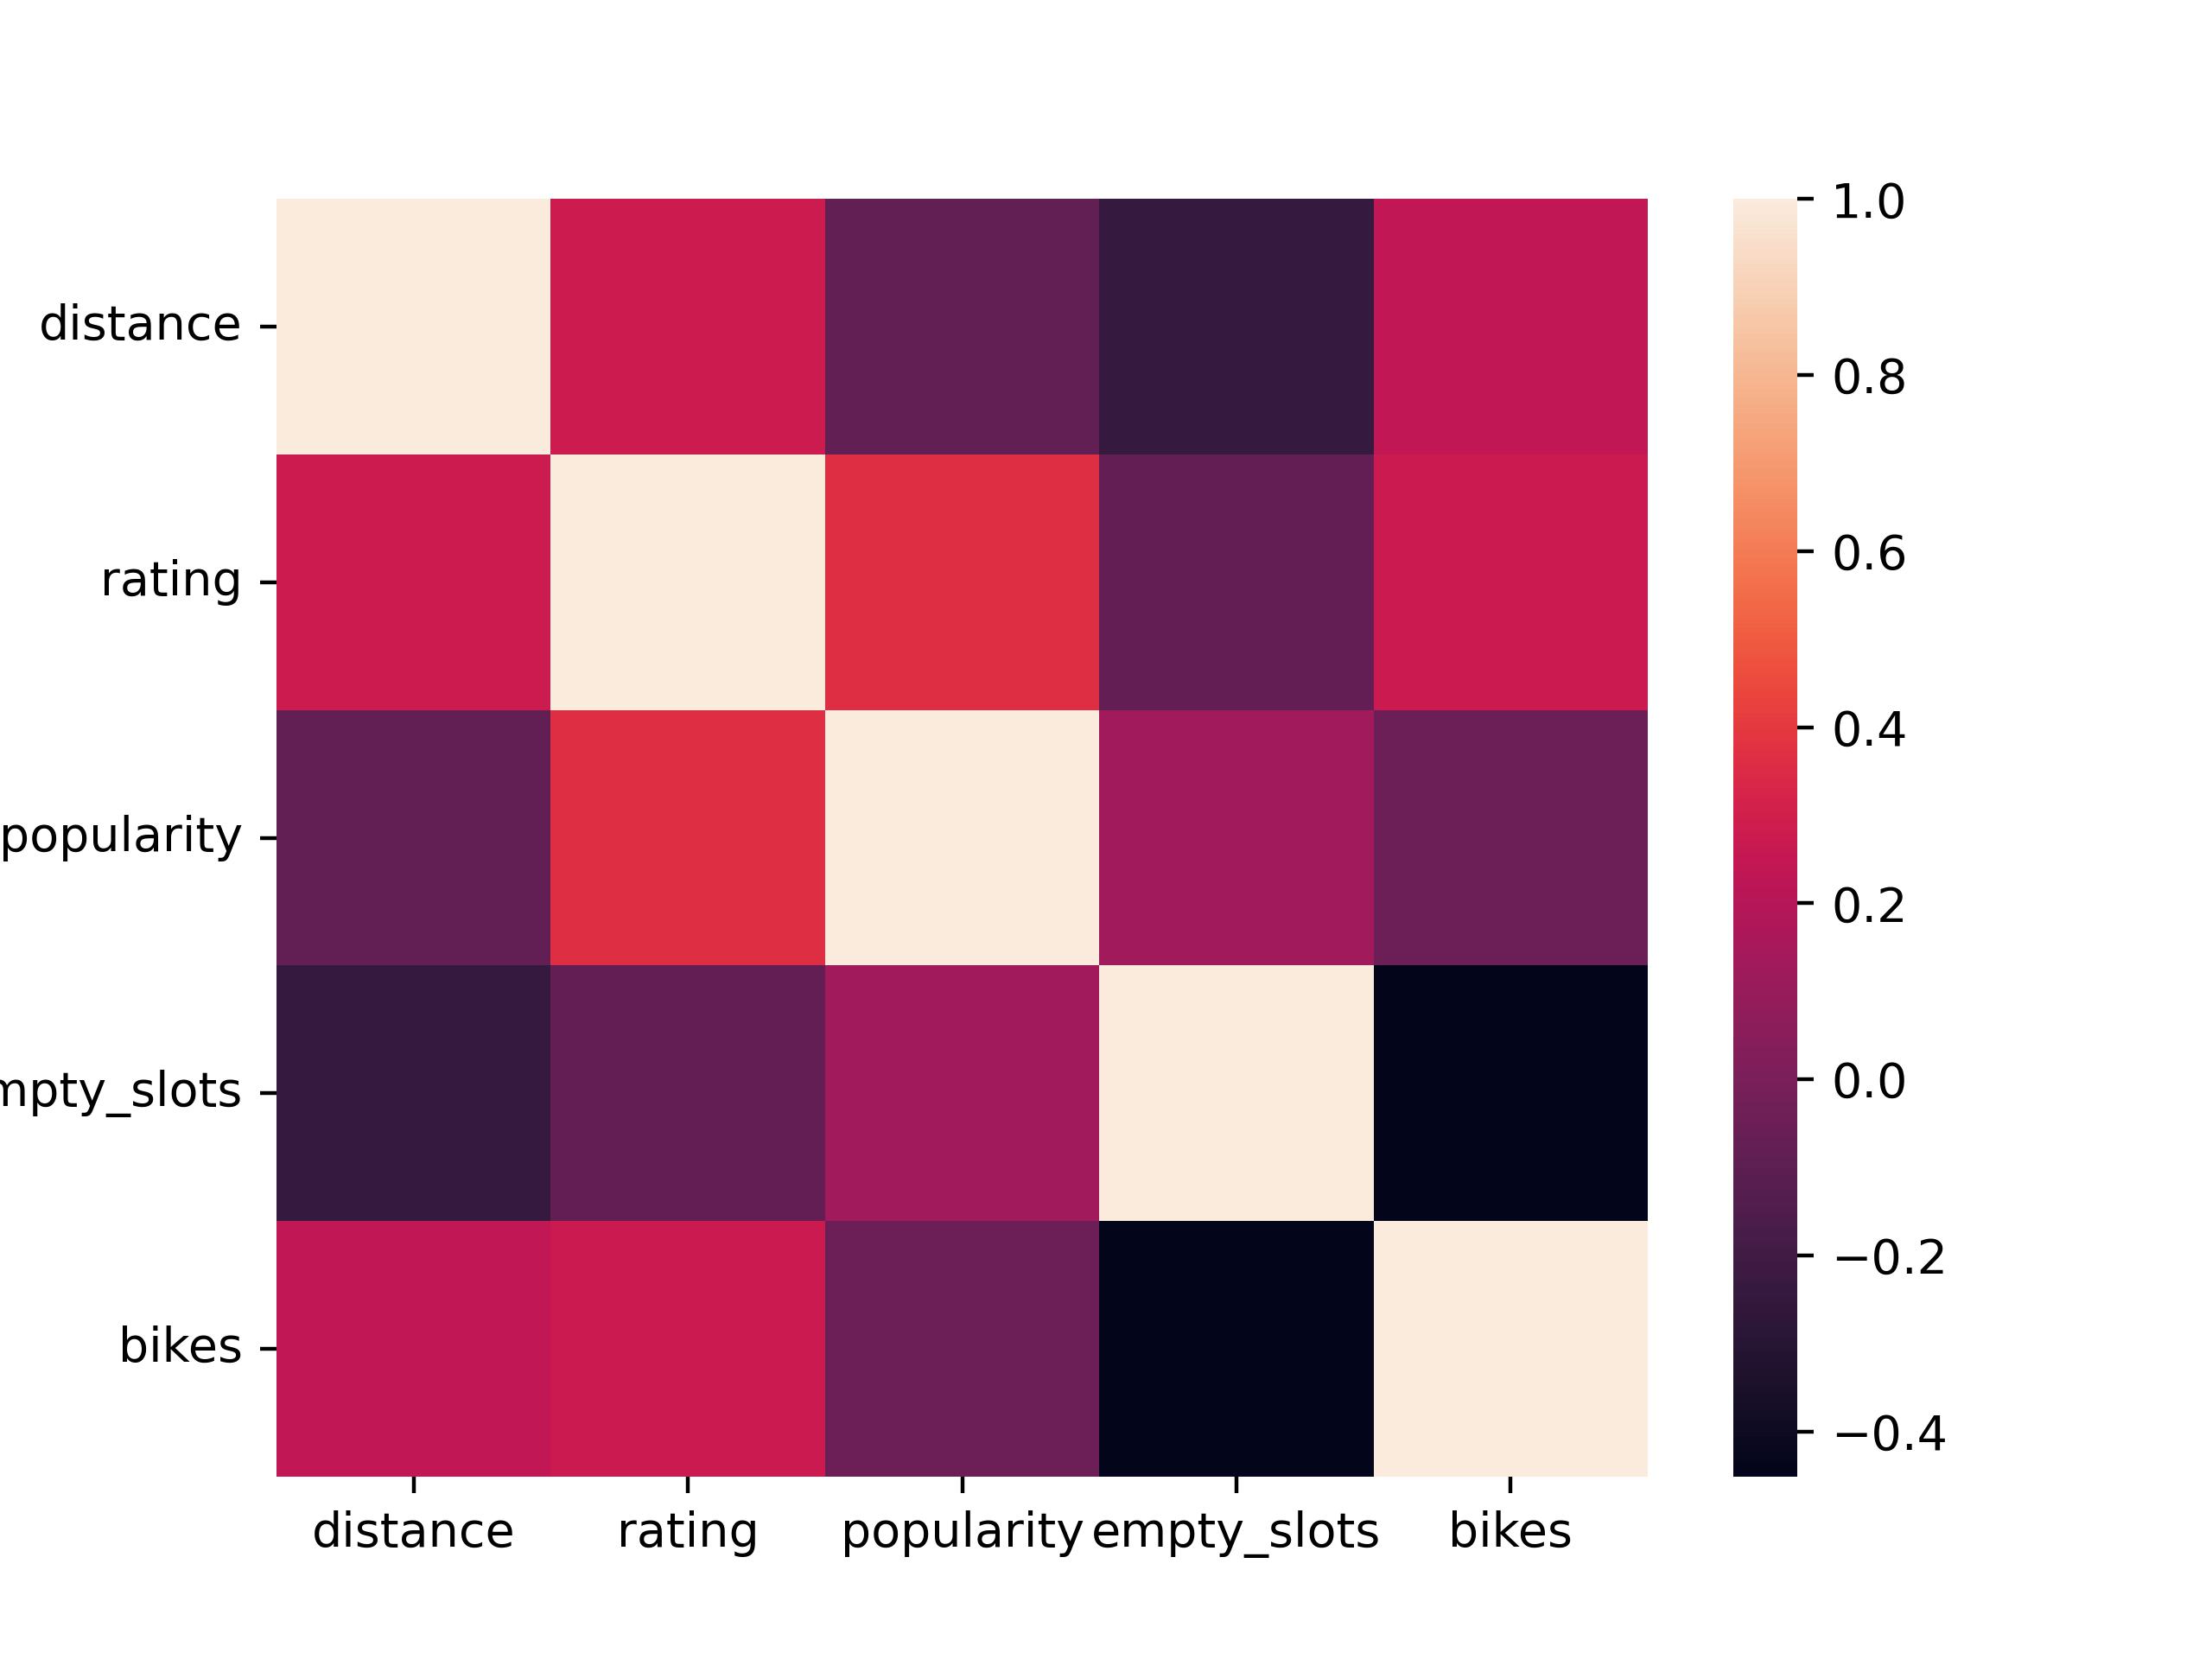 1.0
distance
0.8
rating
0.6
0.4
popularity
0.2
mpty_slots
0.0
−0.2
bikes
−0.4
distance rating popularity empty_slots bikes